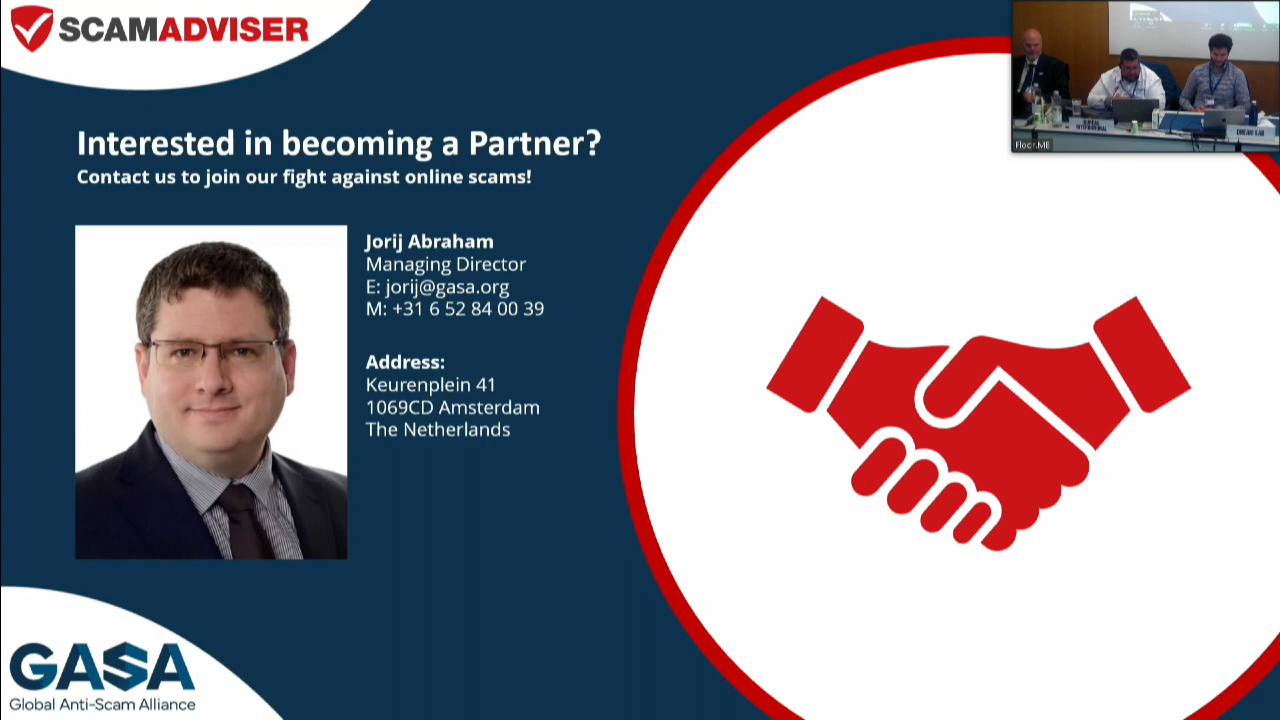 SCAMADVISER
Interested in becoming a Partner?
Contact us to join our fight against online scams!
Jorij Abraham
Managing Director
E: jorij@gasa.org
M: +31 6 52 84 00 39
Address:
Keurenplein 41
1069CD Amsterdam
The Netherlands
GASA
Global Anti-Scam Alliance
Floor.ME